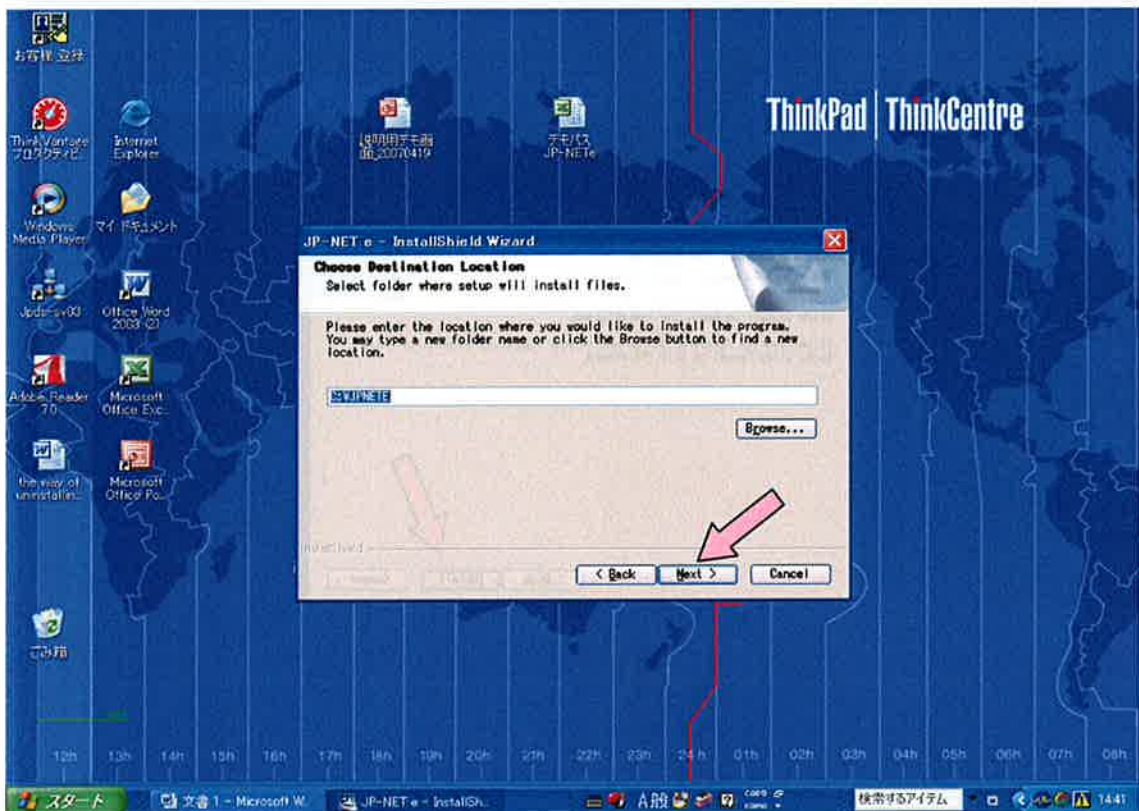 お客様 登録
ThinkVantage
プロダクティビ...
Internet
Explorer
説明用デモ画
面_20070419
デモパス
JP-NETe
ThinkPad | ThinkCentre
Windows
Media Player
マイ ドキュメント
Jpds-sv03
Office Word
2003 (2)
Adobe Reader
7.0
Microsoft
Office Exc...
the way of
uninstallin...
Microsoft
Office Po...
ごみ箱
JP-NET e - InstallShield Wizard
Choose Destination Location
Select folder where setup will install files.
Please enter the location where you would like to install the program.
You may type a new folder name or click the Browse button to find a new
location.
C:¥JPNETE
Browse...
InstallShield
< Back
Next >
Cancel
12h 13h 14h 15h 16h 17h 18h 19h 20h 21h 22h 23h 24h 01h 02h 03h 04h 05h 06h 07h 08h
スタート
文書 1 - Microsoft W...
JP-NET e - InstallSh...
A 般
CAPS
KANA
検索するアイテム
14:41